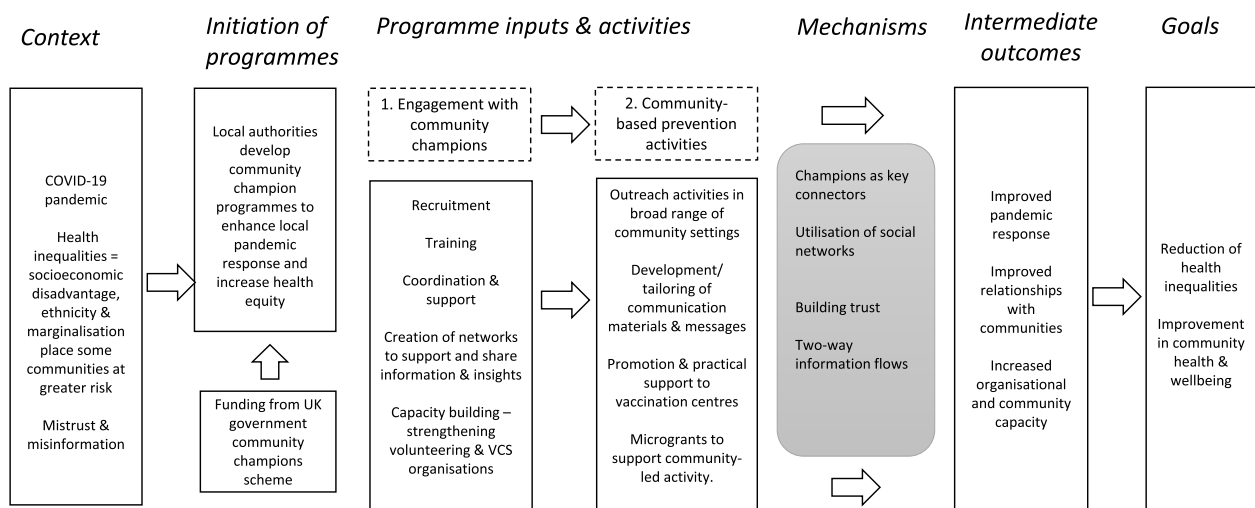 Context
Initiation of
programmes
Programme inputs & activities
Mechanisms
Intermediate
outcomes
Goals
COVID-19
pandemic
Health
inequalities =
socioeconomic
disadvantage,
ethnicity &
marginalisation
place some
communities at
greater risk
Mistrust &
misinformation
Local authorities
develop
community
champion
programmes to
enhance local
pandemic
response and
increase health
equity
Funding from UK
government
community
champions
scheme
1. Engagement with
community
champions
2. Community-
based prevention
activities
Recruitment
Training
Coordination &
support
Creation of networks
to support and share
information & insights
Capacity building –
strengthening
volunteering & VCS
organisations
Outreach activities in
broad range of
community settings
Development/
tailoring of
communication
materials & messages
Promotion & practical
support to
vaccination centres
Microgrants to
support community-
led activity.
Champions as key
connectors
Utilisation of social
networks
Building trust
Two-way
information flows
Improved
pandemic
response
Improved
relationships
with
communities
Increased
organisational
and community
capacity
Reduction of
health
inequalities
Improvement
in community
health &
wellbeing